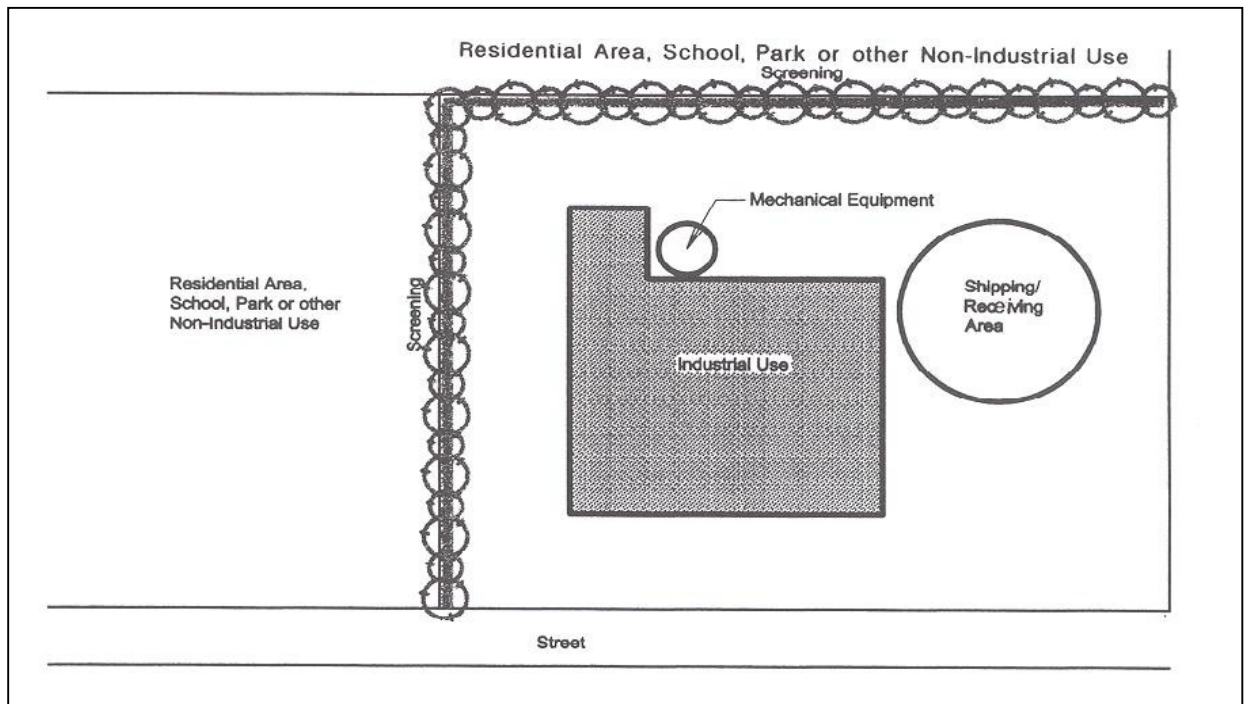 Residential Area, School, Park or other Non-Industrial Use
Screening
Mechanical Equipment
Residential Area,
School, Park or other
Non-Industrial Use
Screening
Shipping/
Receiving
Area
Industrial Use
Street